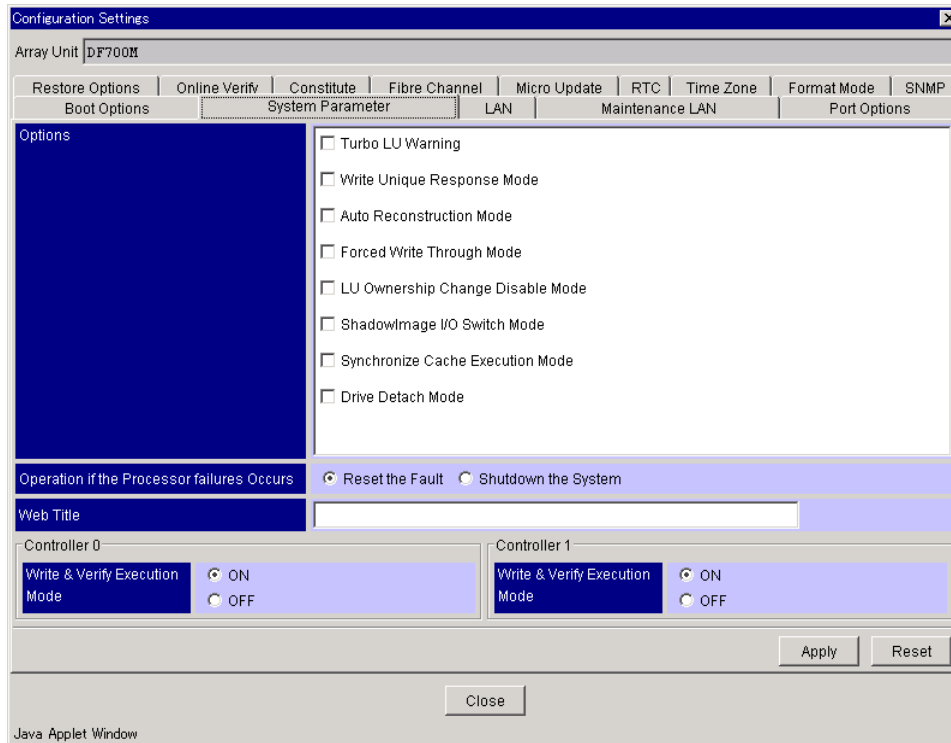 Configuration Settings
Array Unit DF700M
Restore Options Online Verify Constitute Fibre Channel Micro Update RTC Time Zone Format Mode SNMP
Boot Options System Parameter LAN Maintenance LAN Port Options
Options
Turbo LU Warning
Write Unique Response Mode
Auto Reconstruction Mode
Forced Write Through Mode
LU Ownership Change Disable Mode
ShadowImage I/O Switch Mode
Synchronize Cache Execution Mode
Drive Detach Mode
Operation if the Processor failures Occurs Reset the Fault Shutdown the System
Web Title
Controller 0 Controller 1
Write & Verify Execution Mode ON OFF
Write & Verify Execution Mode ON OFF
Apply Reset
Close
Java Applet Window